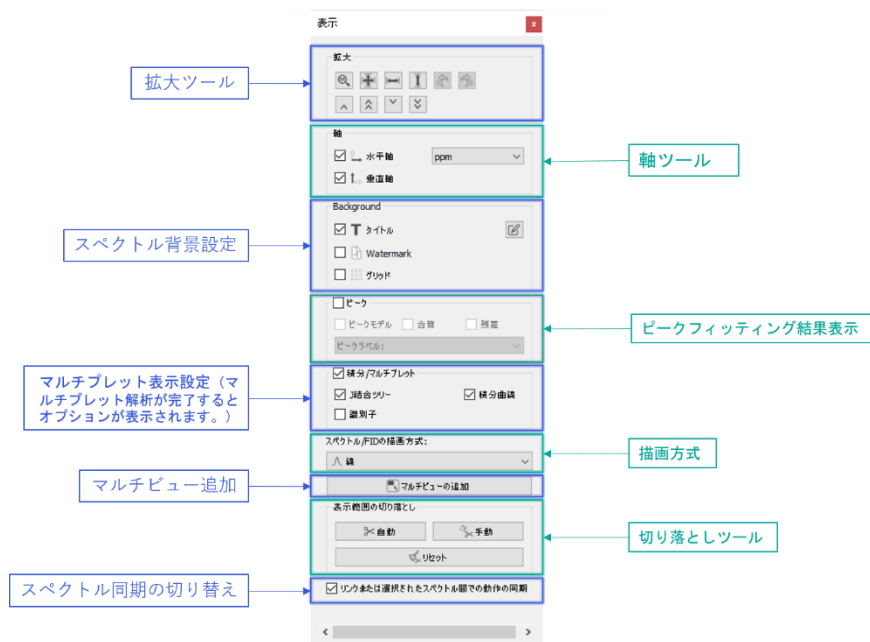 表示
x
拡大
拡大ツール
軸
水平軸 ppm
垂直軸
軸ツール
Background
タイトル
Watermark
グリッド
スペクトル背景設定
ピーク
ピークモデル 合算 残差
ピークラベル:
ピークフィッティング結果表示
積分/マルチプレット
J結合ツリー 積分曲線
識別子
マルチプレット表示設定（マ
ルチプレット解析が完了すると
オプションが表示されます。）
スペクトル/FIDの描画方式:
線
描画方式
マルチビューの追加
マルチビュー追加
表示範囲の切り落とし
自動 手動
リセット
切り落としツール
リンクまたは選択されたスペクトル間での動作の同期
スペクトル同期の切り替え